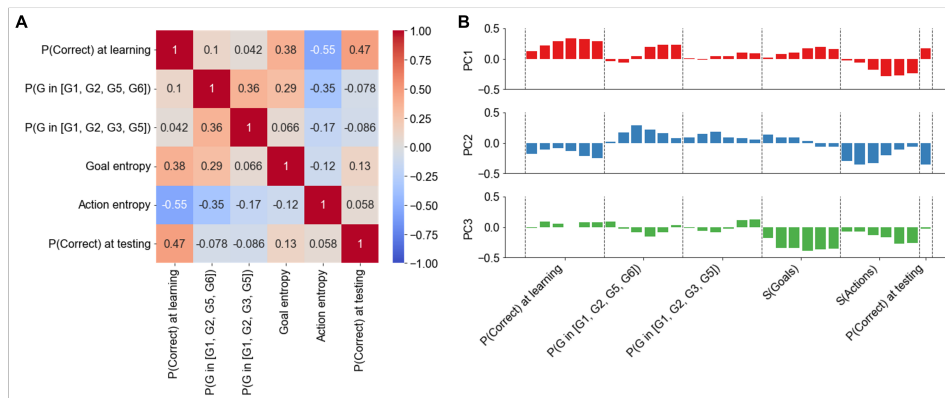 A
P(Correct) at learning
P(G in [G1, G2, G5, G6])
P(G in [G1, G2, G3, G5])
Goal entropy
Action entropy
P(Correct) at testing
1 0.1 0.042 0.38 -0.55 0.47
0.1 1 0.36 0.29 -0.35 -0.078
0.042 0.36 1 0.066 -0.17 -0.086
0.38 0.29 0.066 1 -0.12 0.13
-0.55 -0.35 -0.17 -0.12 1 0.058
0.47 -0.078 -0.086 0.13 0.058 1
P(Correct) at learning
P(G in [G1, G2, G5, G6])
P(G in [G1, G2, G3, G5])
Goal entropy
Action entropy
P(Correct) at testing
1.00
0.75
0.50
0.25
0.00
-0.25
-0.50
-0.75
-1.00
B
PC1
0.5
0.0
-0.5
PC2
0.5
0.0
-0.5
PC3
0.5
0.0
-0.5
P(Correct) at learning
P(G in [G1, G2, G5, G6])
P(G in [G1, G2, G3, G5])
S(Goals)
S(Actions)
P(Correct) at testing